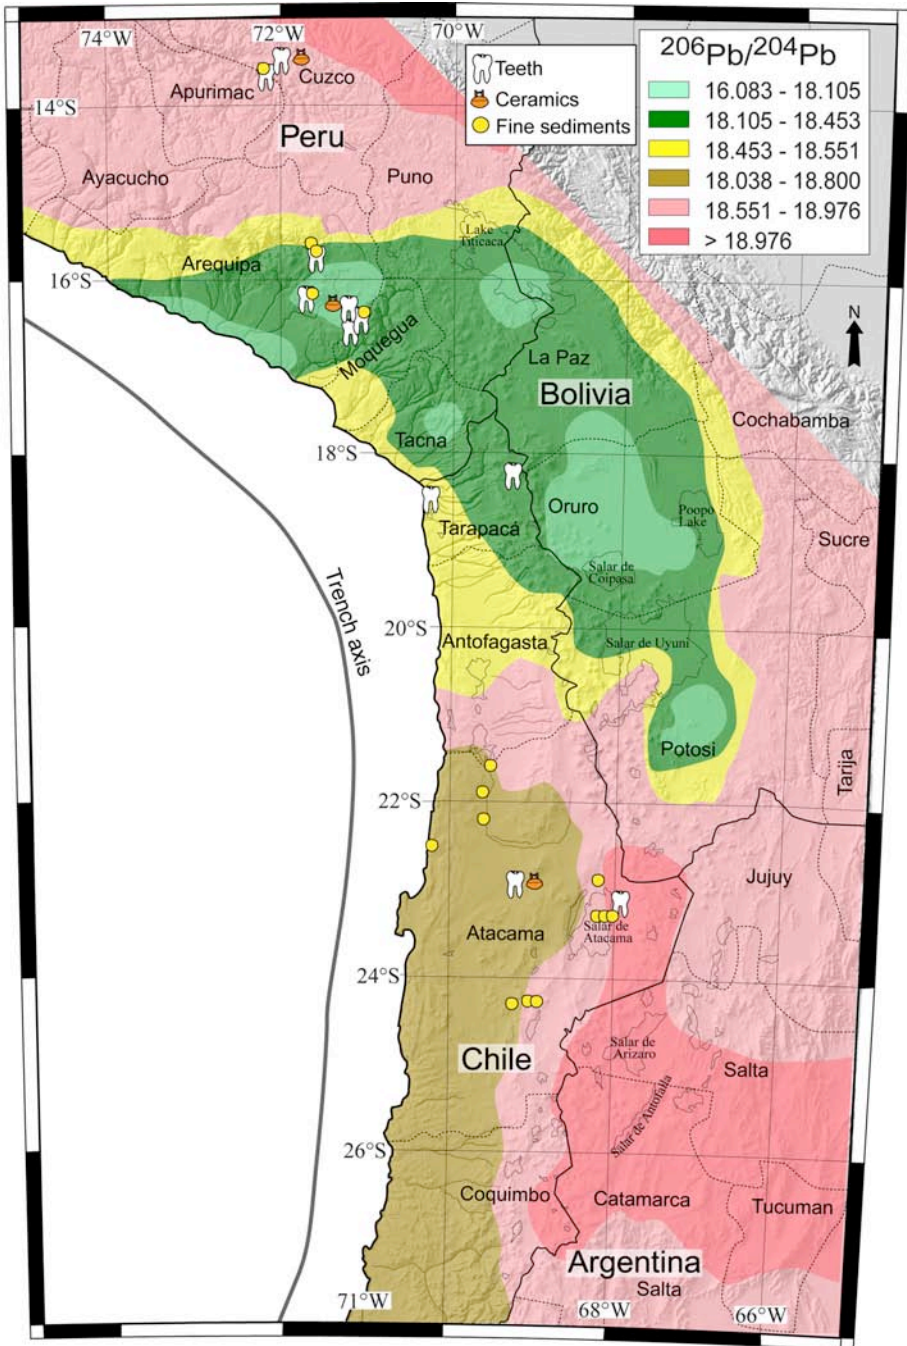 74°W
72°W
70°W
Teeth
Ceramics
Fine sediments
206Pb/204Pb
16.083 - 18.105
18.105 - 18.453
18.453 - 18.551
18.038 - 18.800
18.551 - 18.976
> 18.976
Cuzco
Apurimac
14°S
Peru
Ayacucho
Puno
Lake
Titicaca
Arequipa
16°S
N
Moquegua
La Paz
Bolivia
Cochabamba
Tacna
18°S
Oruro
Poopo
Lake
Tarapacá
Sucre
Salar de
Coipasa
Trench axis
20°S
Antofagasta
Salar de Uyuni
Potosi
Tarija
22°S
Jujuy
Atacama
Salar de
Atacama
24°S
Chile
Salar de
Arizaro
Salta
Salar de Antofalla
26°S
Coquimbo
Catamarca
Tucuman
Argentina
Salta
71°W
68°W
66°W